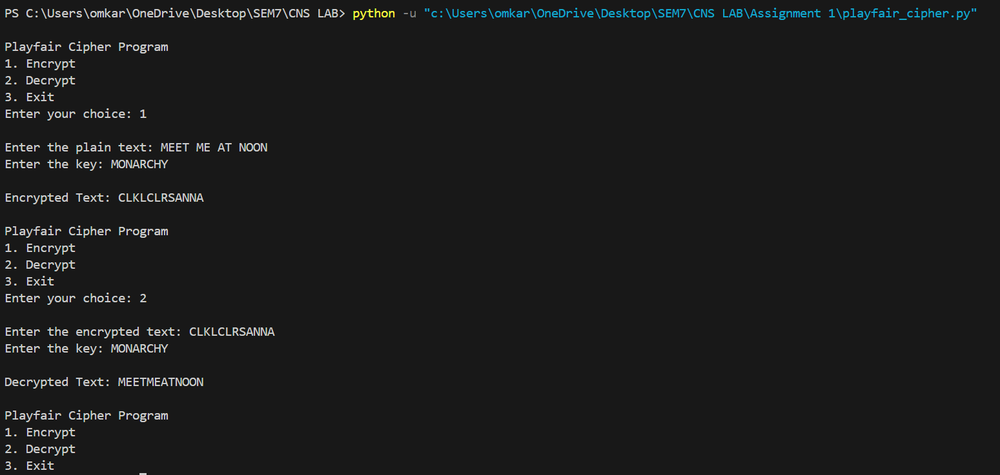 PS C:\Users\omkar\OneDrive\Desktop\SEM7\CNS LAB> python -u "c:\Users\omkar\OneDrive\Desktop\SEM7\CNS LAB\Assignment 1\playfair_cipher.py"
Playfair Cipher Program
1. Encrypt
2. Decrypt
3. Exit
Enter your choice: 1
Enter the plain text: MEET ME AT NOON
Enter the key: MONARCHY
Encrypted Text: CLKLCLRSANNA
Playfair Cipher Program
1. Encrypt
2. Decrypt
3. Exit
Enter your choice: 2
Enter the encrypted text: CLKLCLRSANNA
Enter the key: MONARCHY
Decrypted Text: MEETMEATNOON
Playfair Cipher Program
1. Encrypt
2. Decrypt
3. Exit